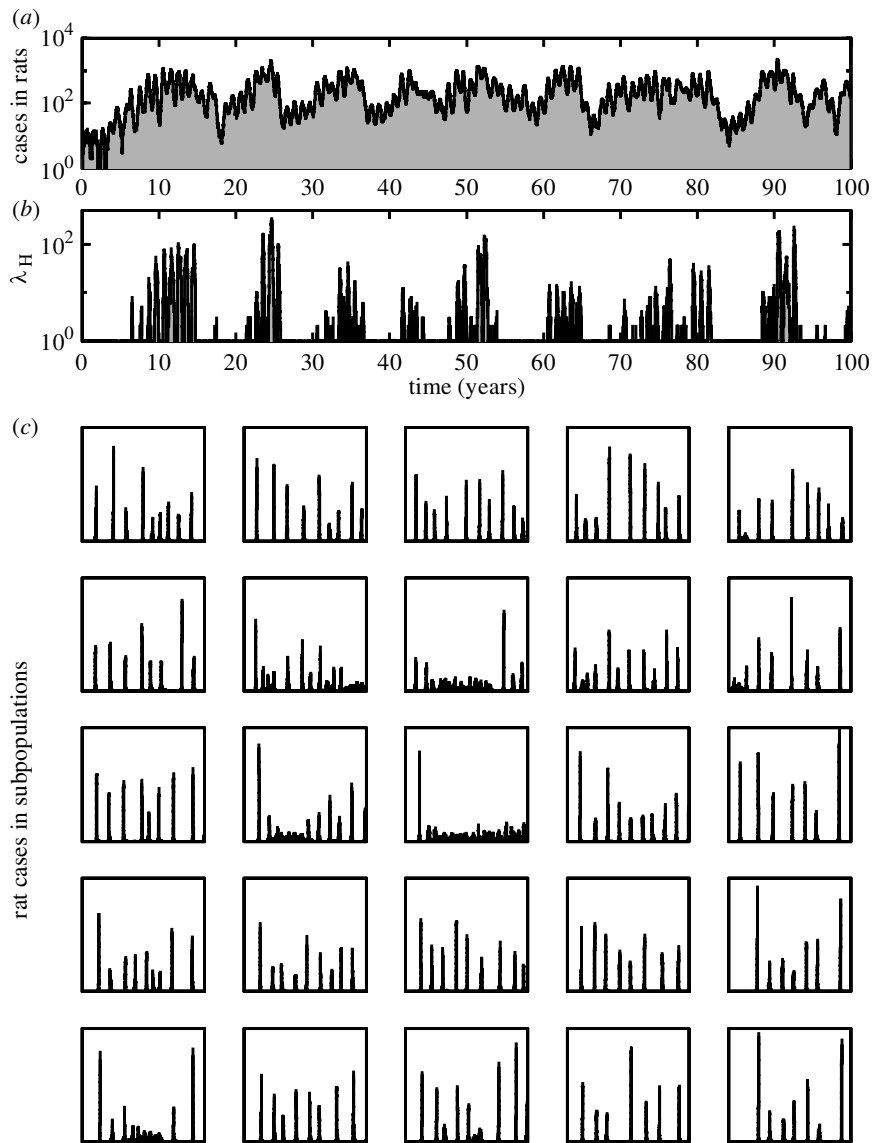 (a)
10^4
10^2
10^0
cases in rats
0 10 20 30 40 50 60 70 80 90 100
(b)
10^2
10^0
λ_H
0 10 20 30 40 50 60 70 80 90 100
time (years)
(c)
rat cases in subpopulations